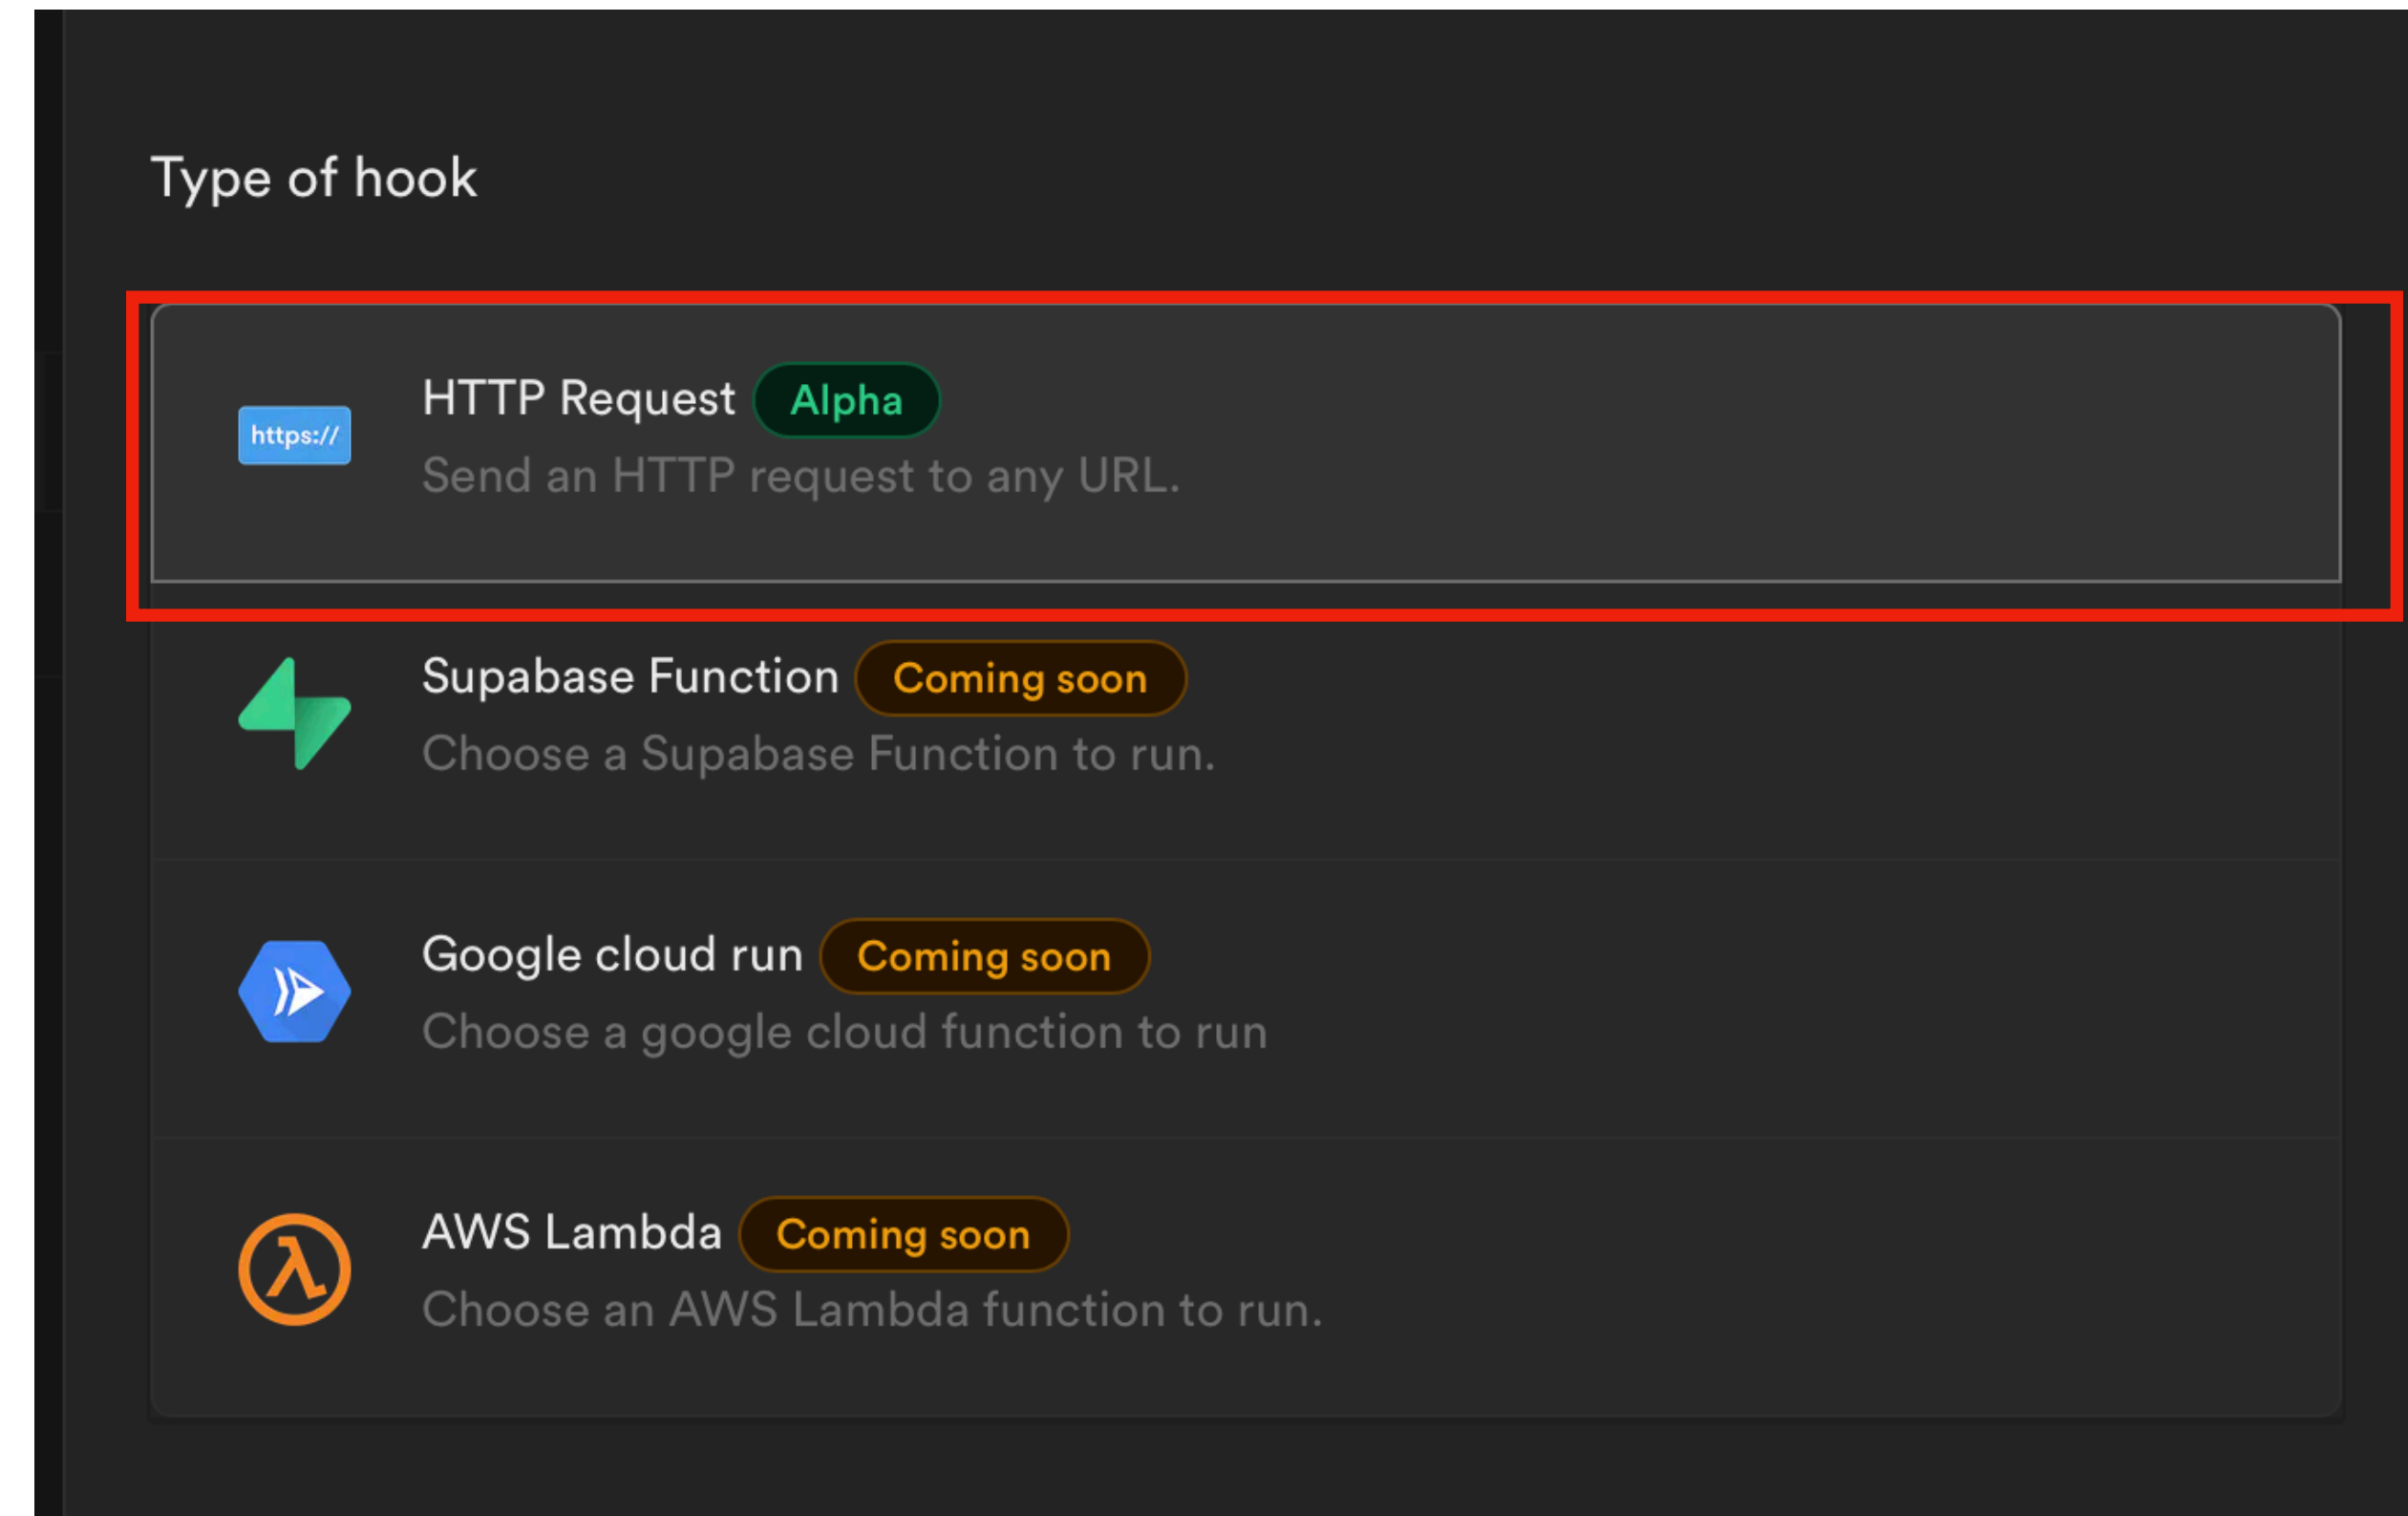 Type of hook
https://
HTTP Request Alpha
Send an HTTP request to any URL.
Supabase Function Coming soon
Choose a Supabase Function to run.
Google cloud run Coming soon
Choose a google cloud function to run
AWS Lambda Coming soon
Choose an AWS Lambda function to run.